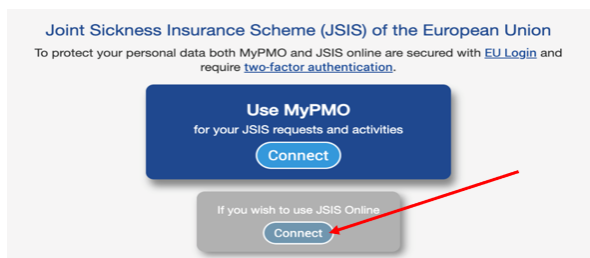 Joint Sickness Insurance Scheme (JSIS) of the European Union
To protect your personal data both MyPMO and JSIS online are secured with EU Login and
require two-factor authentication.
Use MyPMO
for your JSIS requests and activities
Connect
If you wish to use JSIS Online
Connect